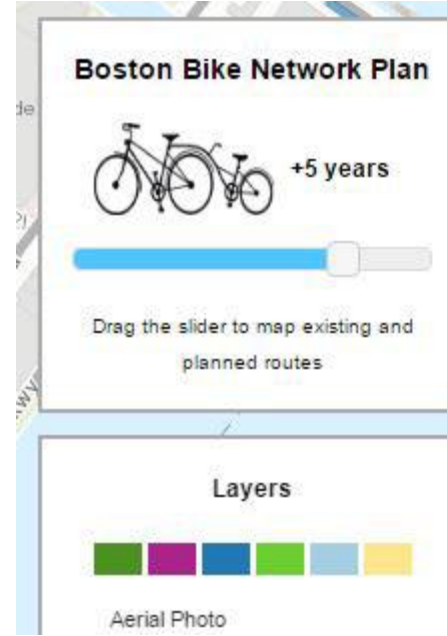 Boston Bike Network Plan
+5 years
Drag the slider to map existing and
planned routes
Layers
Aerial Photo